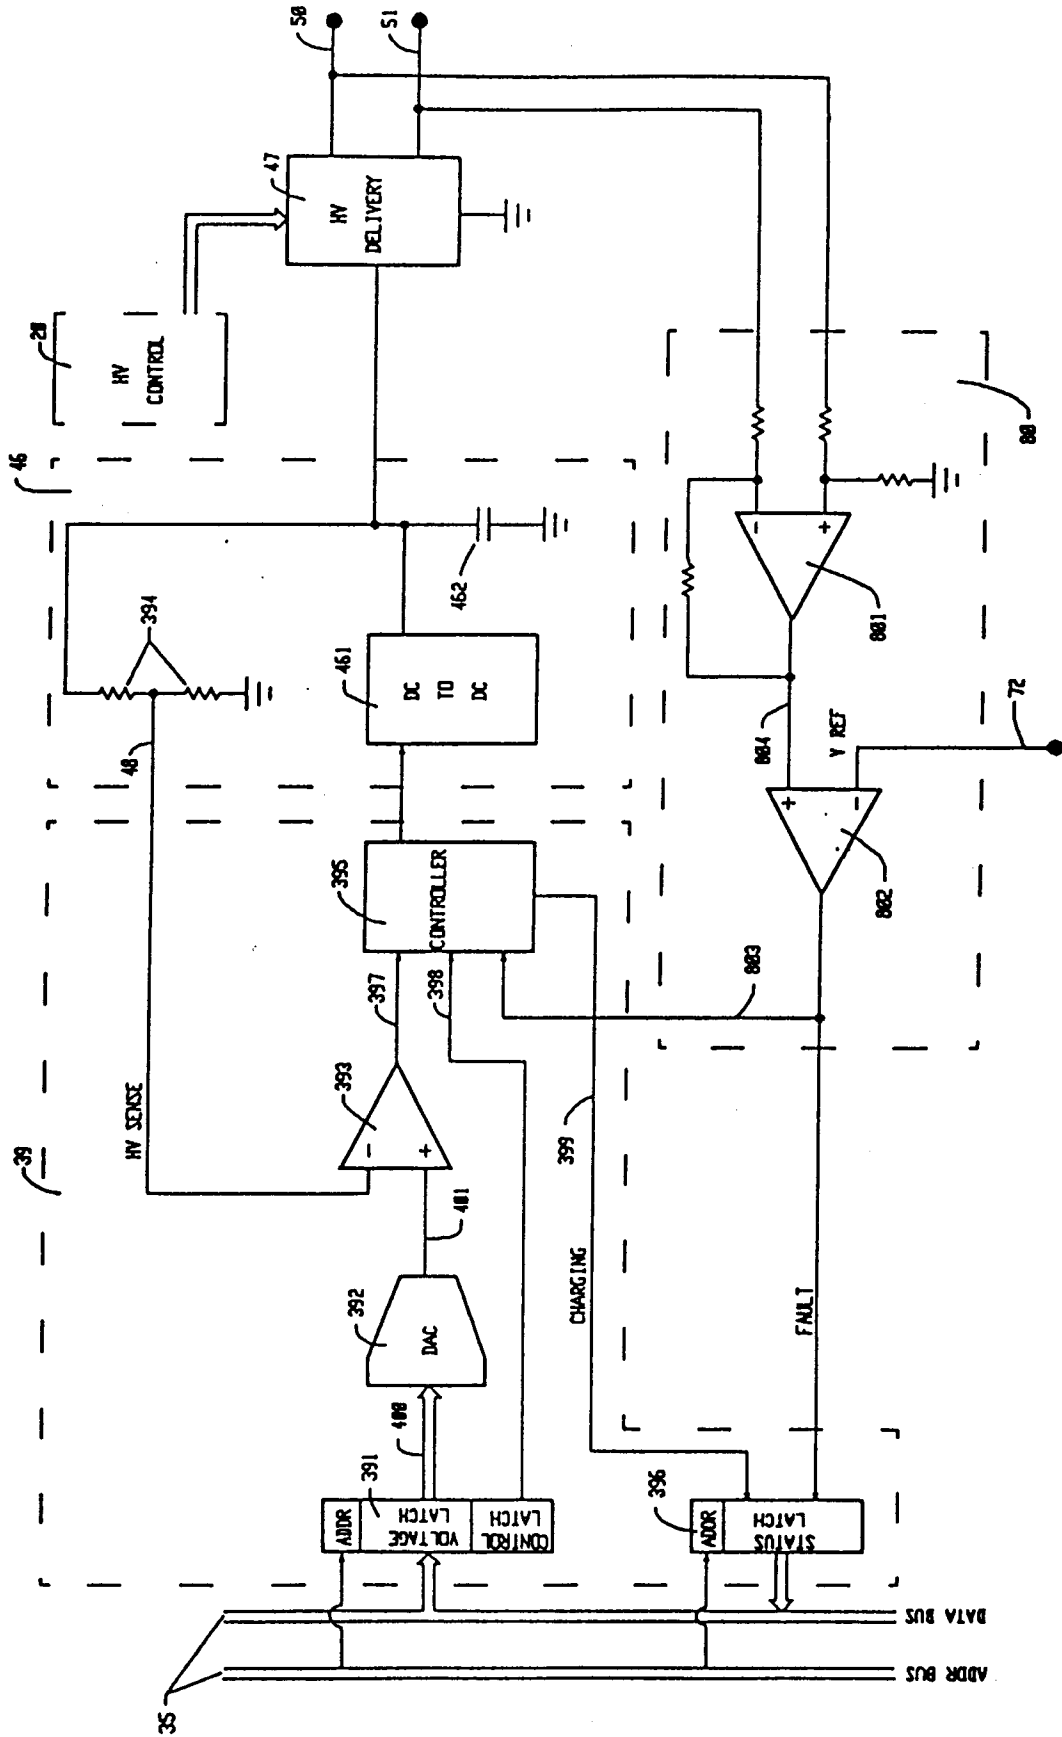 46
20
HV
CONTROL
47
HV
DELIVERY
50
51
394
48
461
DC
TO
DC
462
39
HV SENSE
393
-
+
397
398
395
CONTROLLER
401
392
DAC
400
391
ADDR
VOLTAGE
LATCH
CONTROL
LATCH
CHARGING
399
803
FAULT
396
ADDR
STATUS
LATCH
35
DATA BUS
ADDR BUS
80
-
+
801
804
V REF
72
+
-
802